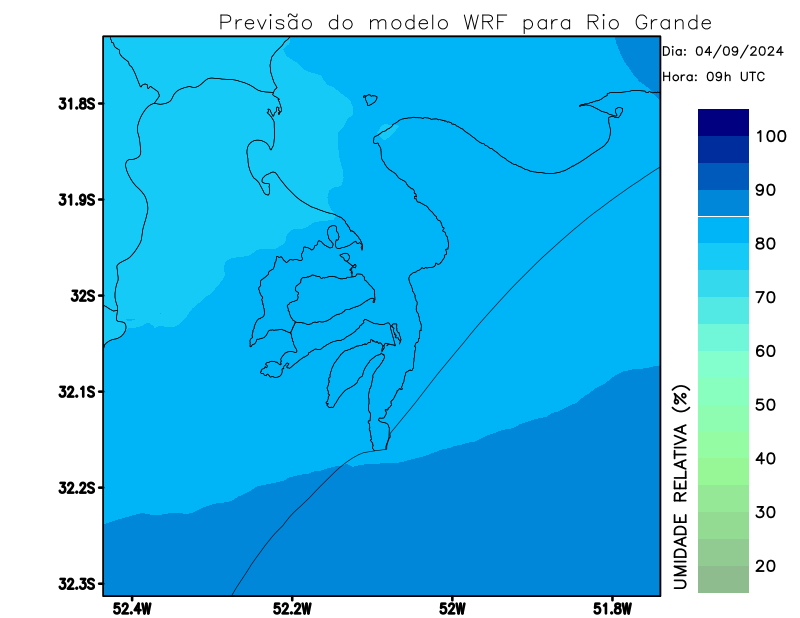 Previsão do modelo WRF para Rio Grande
Dia: 04/09/2024
Hora: 09h UTC
31.8S
31.9S
32S
32.1S
32.2S
32.3S
52.4W
52.2W
52W
51.8W
UMIDADE RELATIVA (%)
100
90
80
70
60
50
40
30
20